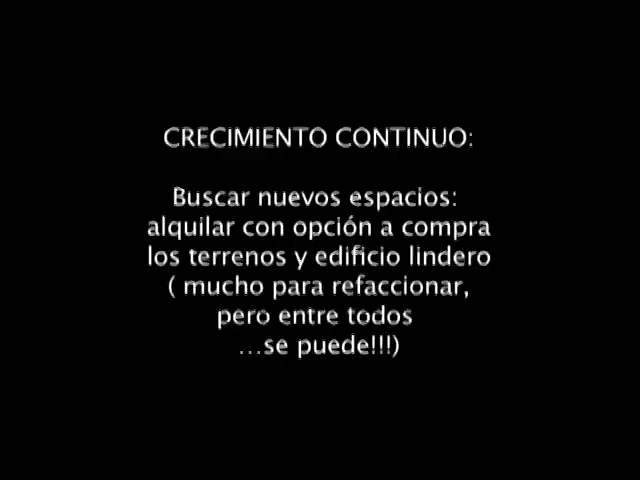 CRECIMIENTO CONTINUO:
Buscar nuevos espacios:
alquilar con opción a compra
los terrenos y edificio lindero
( mucho para refaccionar,
pero entre todos
...se puede!!!)